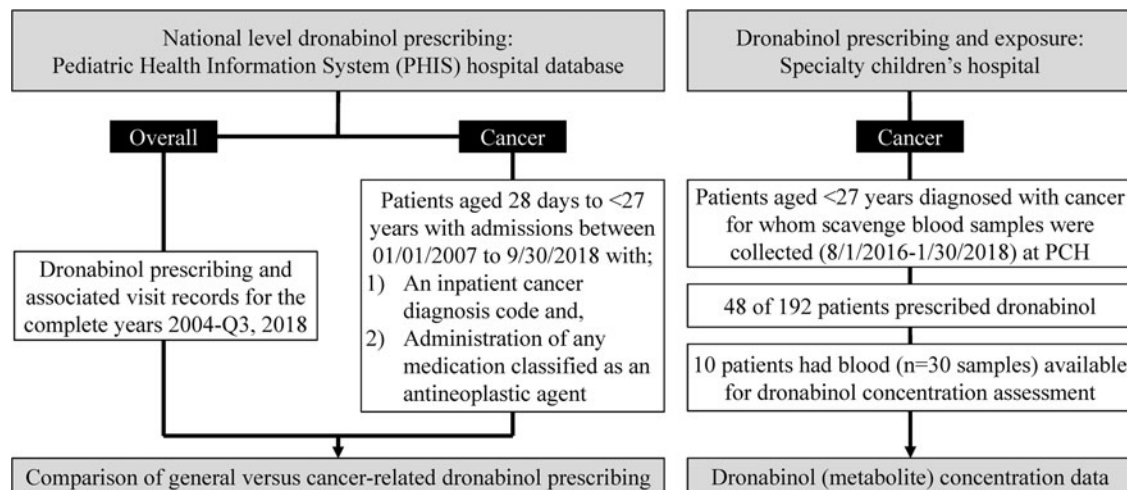 National level dronabinol prescribing:
Pediatric Health Information System (PHIS) hospital database
Overall
Cancer
Dronabinol prescribing and
associated visit records for the
complete years 2004-Q3, 2018
Patients aged 28 days to <27
years with admissions between
01/01/2007 to 9/30/2018 with;
1) An inpatient cancer
diagnosis code and,
2) Administration of any
medication classified as an
antineoplastic agent
Comparison of general versus cancer-related dronabinol prescribing
Dronabinol prescribing and exposure:
Specialty children's hospital
Cancer
Patients aged <27 years diagnosed with cancer
for whom scavenge blood samples were
collected (8/1/2016-1/30/2018) at PCH
48 of 192 patients prescribed dronabinol
10 patients had blood (n=30 samples) available
for dronabinol concentration assessment
Dronabinol (metabolite) concentration data